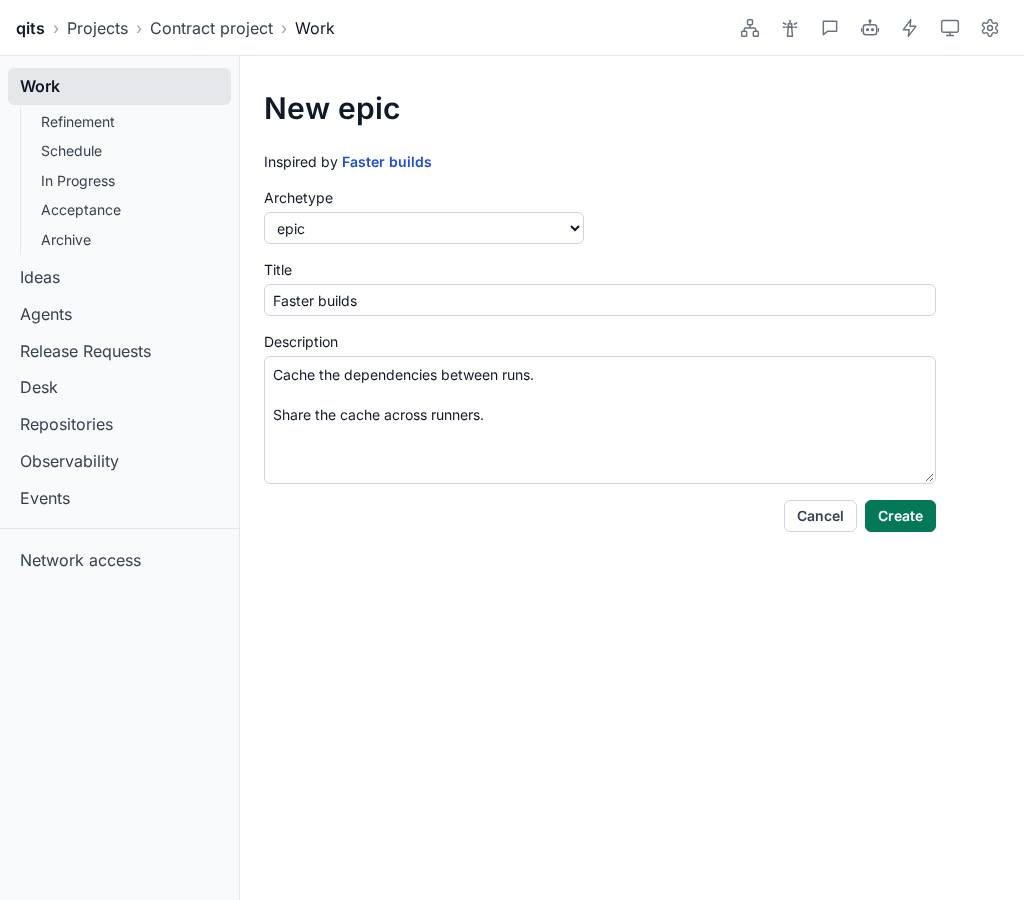 qits › Projects › Contract project › Work
Work
Refinement
Schedule
In Progress
Acceptance
Archive
Ideas
Agents
Release Requests
Desk
Repositories
Observability
Events
Network access
New epic
Inspired by Faster builds
Archetype
epic
Title
Faster builds
Description
Cache the dependencies between runs.
Share the cache across runners.
Cancel
Create